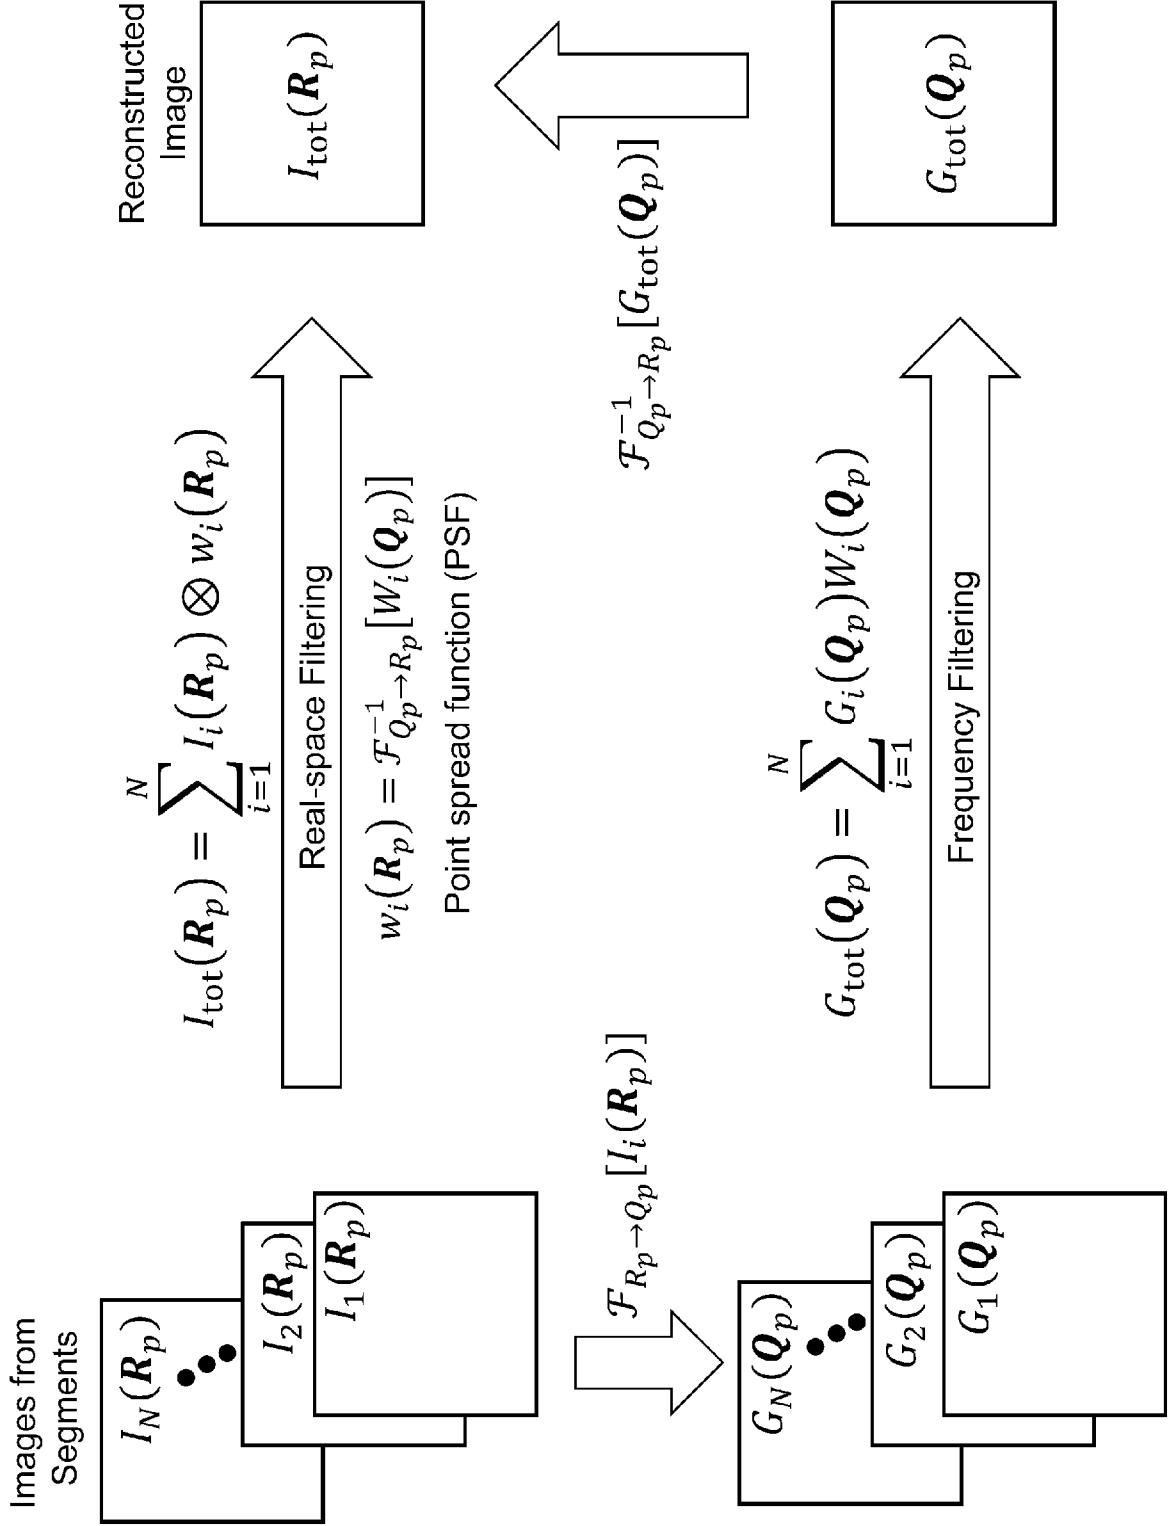 Images from
Segments
I_N(R_p)
I_2(R_p)
I_1(R_p)
I_tot(R_p) = ∑_{i=1}^{N} I_i(R_p) ⊗ w_i(R_p)
Real-space Filtering
w_i(R_p) = ℱ^{-1}_{Q_p→R_p}[W_i(Q_p)]
Point spread function (PSF)
Reconstructed
Image
I_tot(R_p)
ℱ_{R_p→Q_p}[I_i(R_p)]
ℱ^{-1}_{Q_p→R_p}[G_tot(Q_p)]
G_N(Q_p)
G_2(Q_p)
G_1(Q_p)
G_tot(Q_p) = ∑_{i=1}^{N} G_i(Q_p)W_i(Q_p)
Frequency Filtering
G_tot(Q_p)